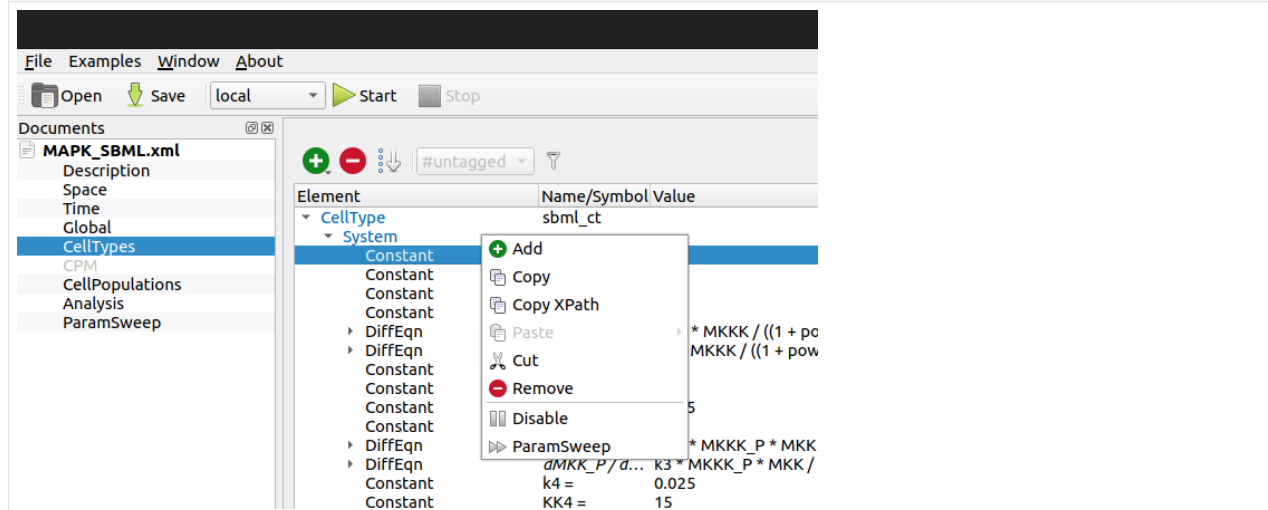 File Examples Window About
Open Save local Start Stop
Documents
MAPK_SBML.xml
Description
Space
Time
Global
CellTypes
CPM
CellPopulations
Analysis
ParamSweep
#untagged
Element Name/Symbol Value
CellType sbml_ct
System
Constant
Constant
Constant
Constant
DiffEqn * MKKK / ((1 + po
DiffEqn MKKK / ((1 + pow
Constant
Constant
Constant 5
Constant
DiffEqn * MKKK_P * MKK
DiffEqn dMKK_P / d... k3 * MKKK_P * MKK /
Constant k4 = 0.025
Constant KK4 = 15
Add
Copy
Copy XPath
Paste
Cut
Remove
Disable
ParamSweep